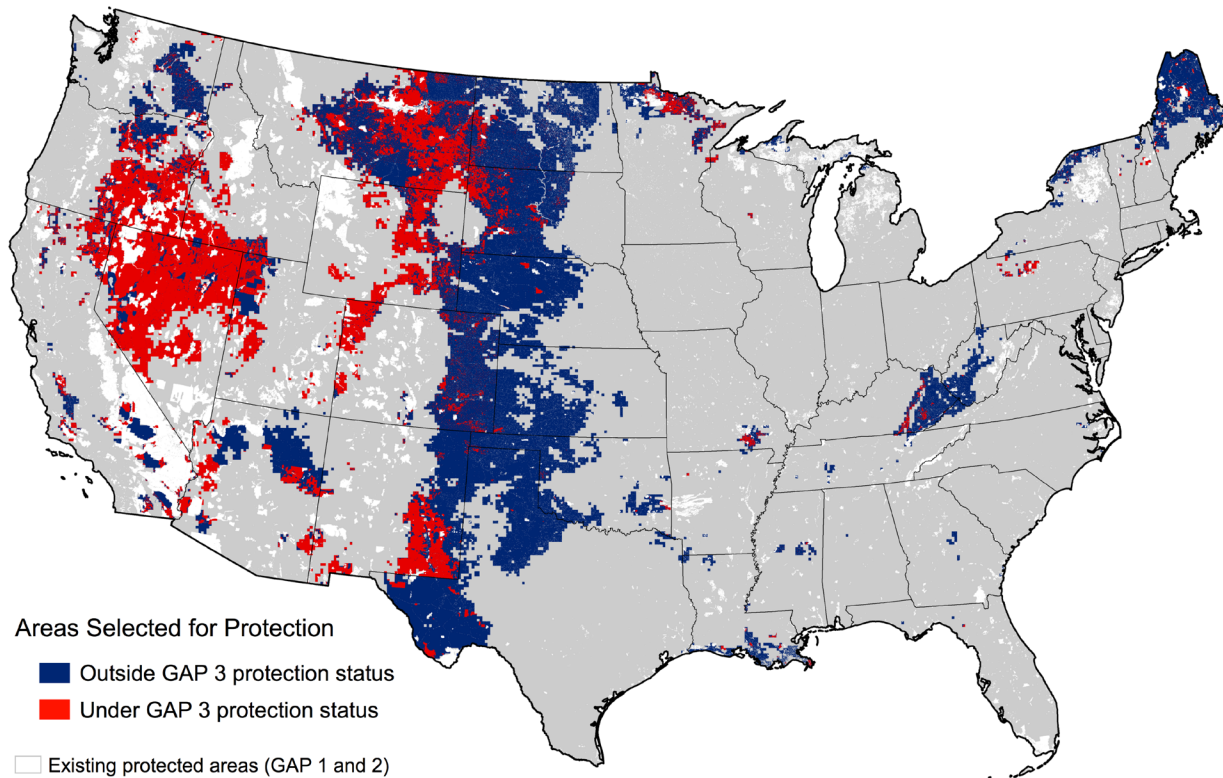 Areas Selected for Protection
Outside GAP 3 protection status
Under GAP 3 protection status
Existing protected areas (GAP 1 and 2)